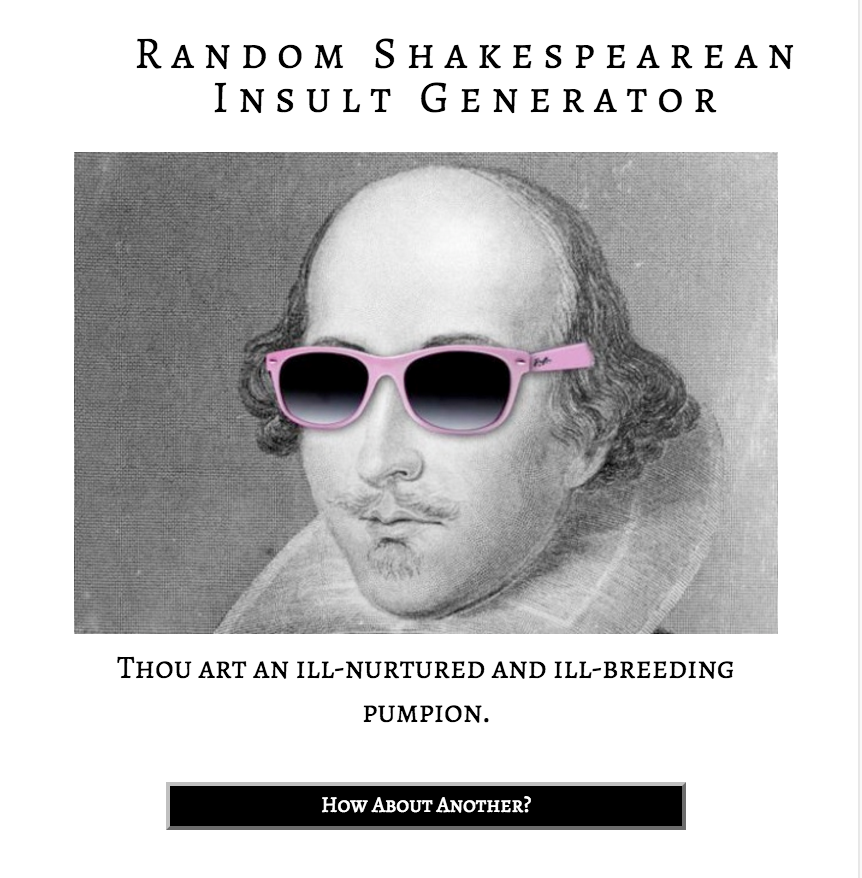 Random Shakespearean
Insult Generator
Thou art an ill-nurtured and ill-breeding
pumpion.
How About Another?